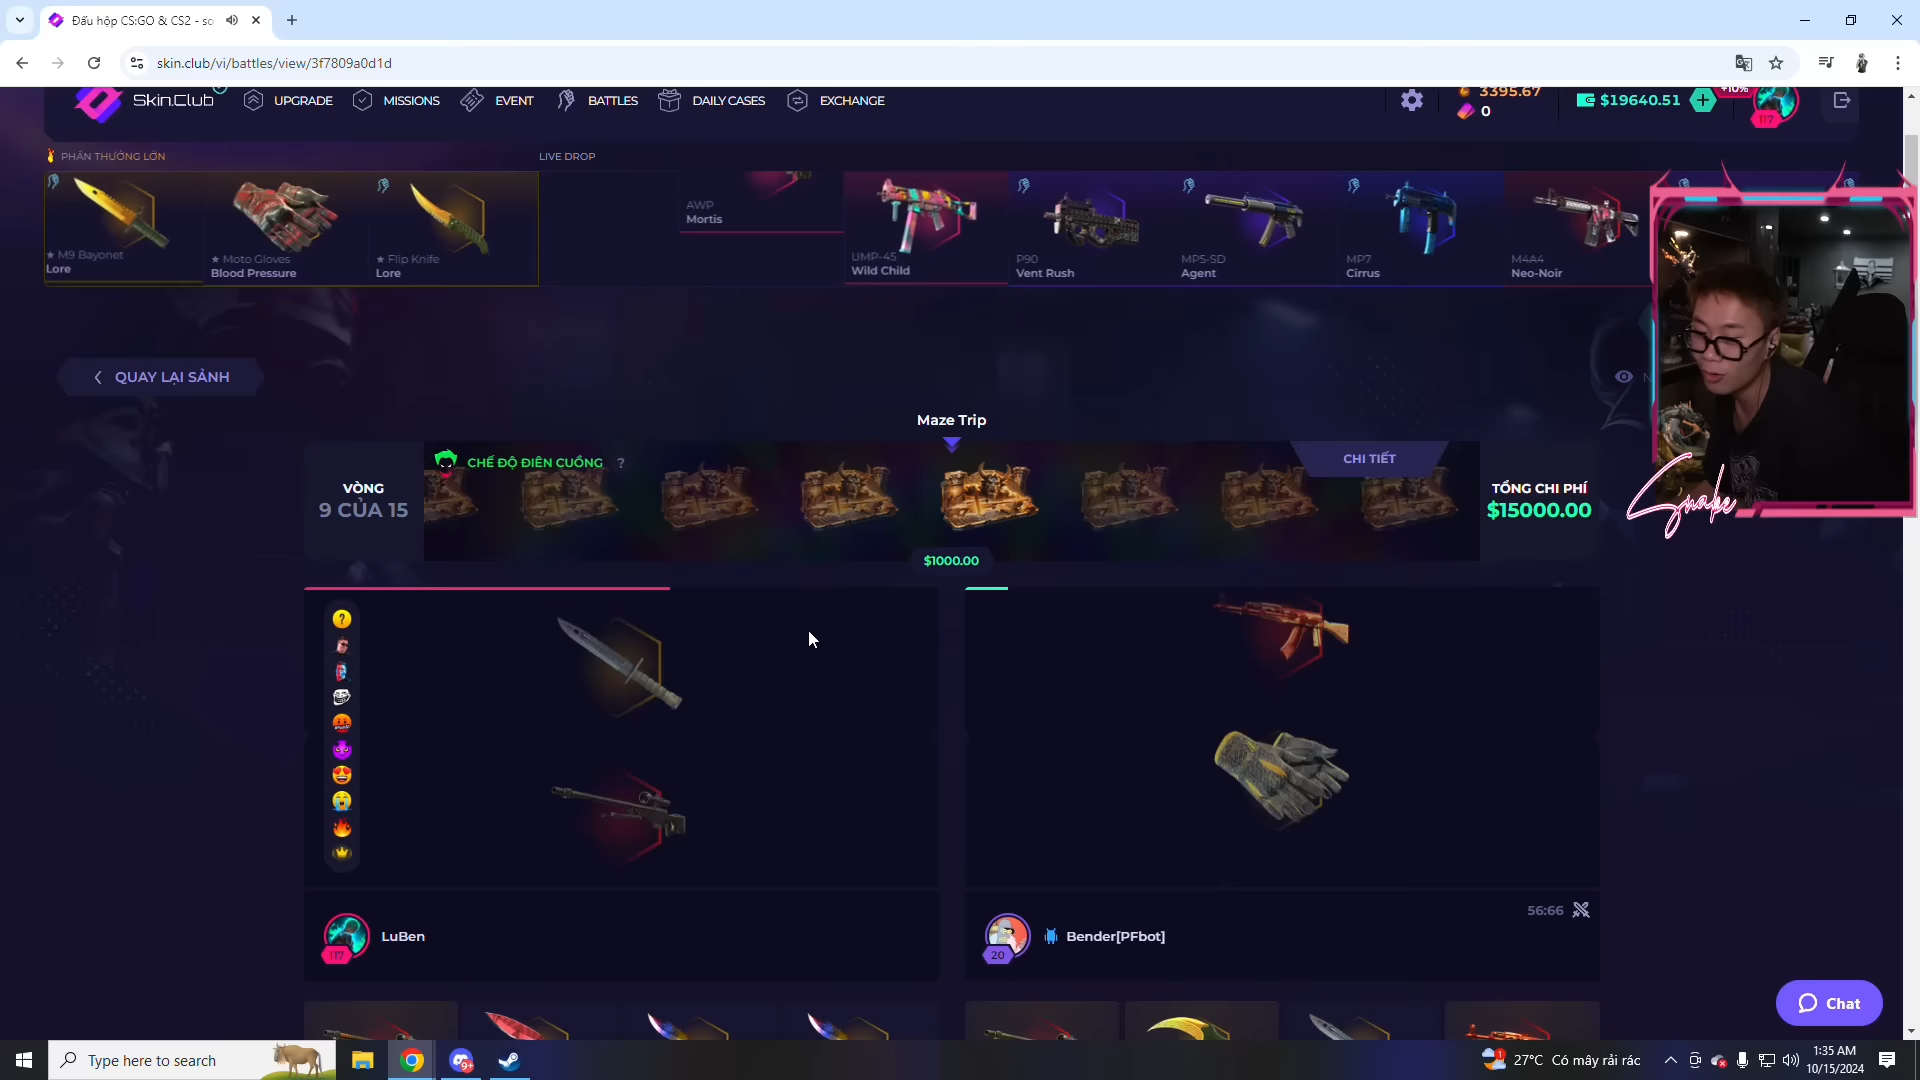 Đấu hộp CS:GO & CS2 - so
skin.club/vi/battles/view/3f7809a0d1d
Skin.Club
UPGRADE
MISSIONS
EVENT
BATTLES
DAILY CASES
EXCHANGE
3395.67
0
$19640.51
+10%
117
PHẦN THƯỞNG LỚN
LIVE DROP
★ M9 Bayonet
Lore
★ Moto Gloves
Blood Pressure
★ Flip Knife
Lore
AWP
Mortis
UMP-45
Wild Child
P90
Vent Rush
MP5-SD
Agent
MP7
Cirrus
M4A4
Neo-Noir
QUAY LẠI SẢNH
Maze Trip
VÒNG
9 CỦA 15
CHẾ ĐỘ ĐIÊN CUỒNG ?
CHI TIẾT
TỔNG CHI PHÍ
$15000.00
$1000.00
Snake
LuBen
117
Bender[PFbot]
20
56:66
Chat
Type here to search
9+
1
27°C Có mây rải rác
1:35 AM
10/15/2024